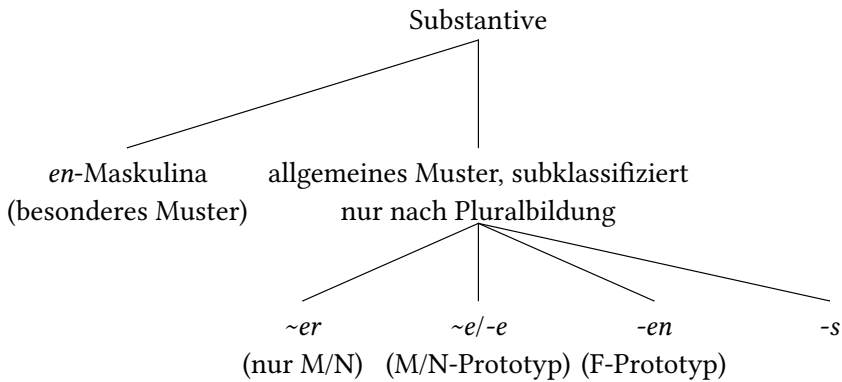 Substantive
en-Maskulina
(besonderes Muster)
allgemeines Muster, subklassifiziert
nur nach Pluralbildung
~er
(nur M/N)
~e/-e
(M/N-Prototyp)
-en
(F-Prototyp)
-s